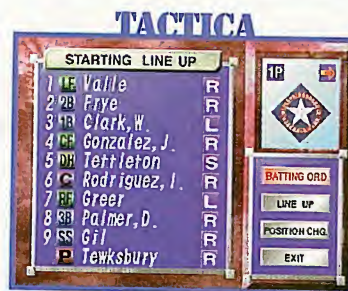 TACTICA
STARTING LINE UP
1 LF Valle R
2 2B Frye R
3 1B Clark,W. L
4 CF Gonzalez,J. R
5 DH Tettleton S
6 C Rodriguez,I. R
7 RF Greer L
8 3B Palmer,D. R
9 SS Gil R
P Tewksbury R
1P
BATTING ORD.
LINE UP
POSITION CHG.
EXIT